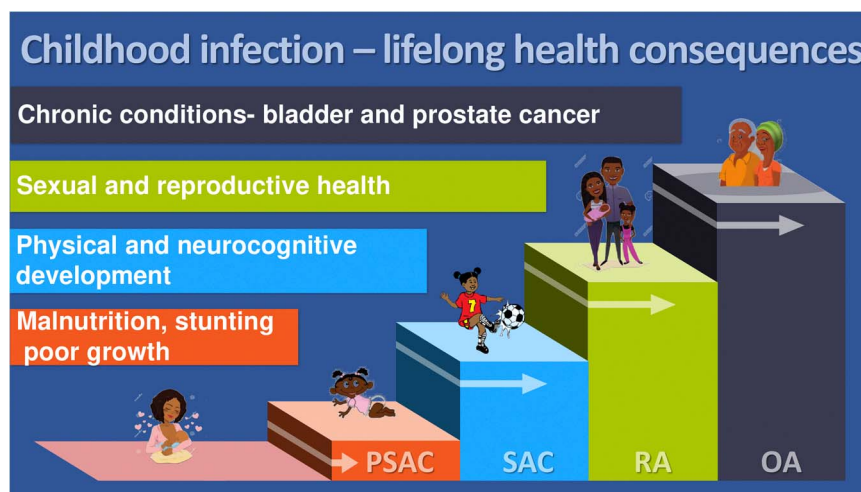 Childhood infection – lifelong health consequences
Chronic conditions- bladder and prostate cancer
Sexual and reproductive health
Physical and neurocognitive
development
Malnutrition, stunting
poor growth
7
PSAC
SAC
RA
OA